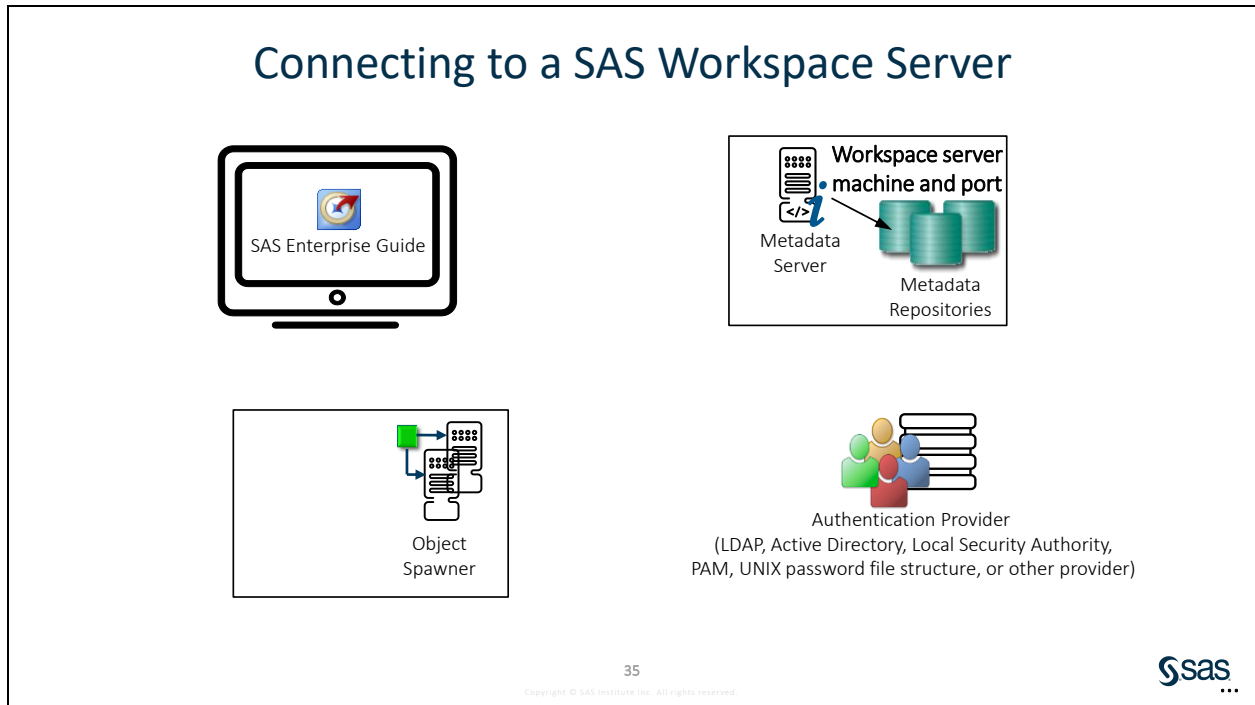 Connecting to a SAS Workspace Server
SAS Enterprise Guide
Workspace server
machine and port
</>
i
Metadata
Server
Metadata
Repositories
Object
Spawner
Authentication Provider
(LDAP, Active Directory, Local Security Authority,
PAM, UNIX password file structure, or other provider)
35
Copyright © SAS Institute Inc. All rights reserved.
sas
...